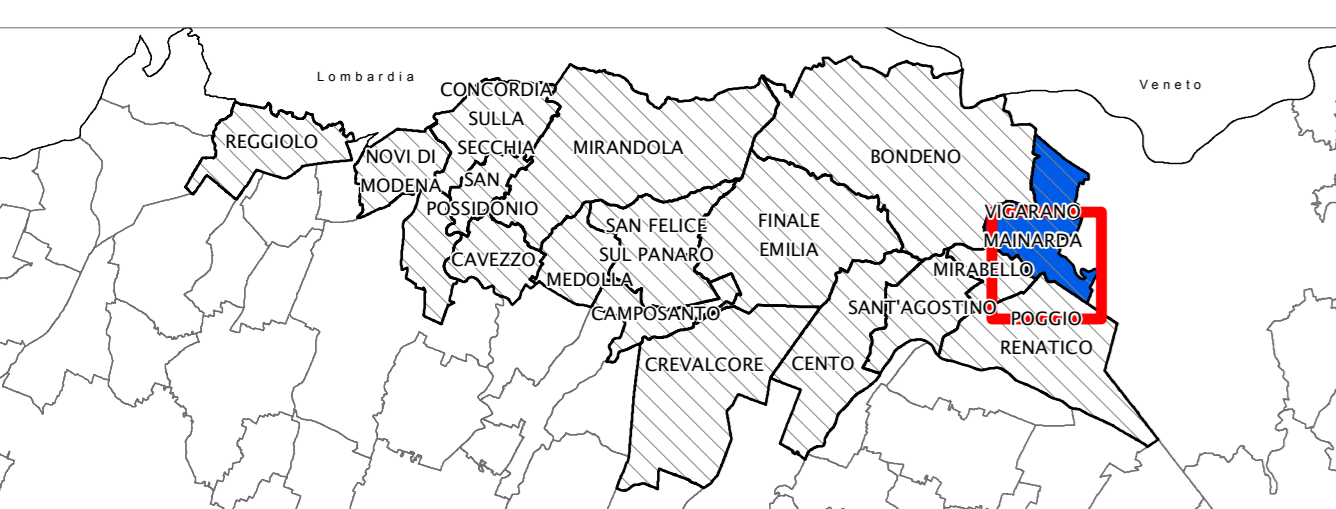 Lombardia
Veneto
CONCORDIA
SULLA
SECCHIA
REGGIOLO
NOVI DI
MODENA
MIRANDOLA
BONDENO
SAN
POSSIDONIO
VIGARANO
MAINARDA
SAN FELICE
SUL PANARO
FINALE
EMILIA
CAVEZZO
MEDOLLA
MIRABELLO
CAMPOSANTO
SANT'AGOSTINO
POGGIO
RENATICO
CREVALCORE
CENTO